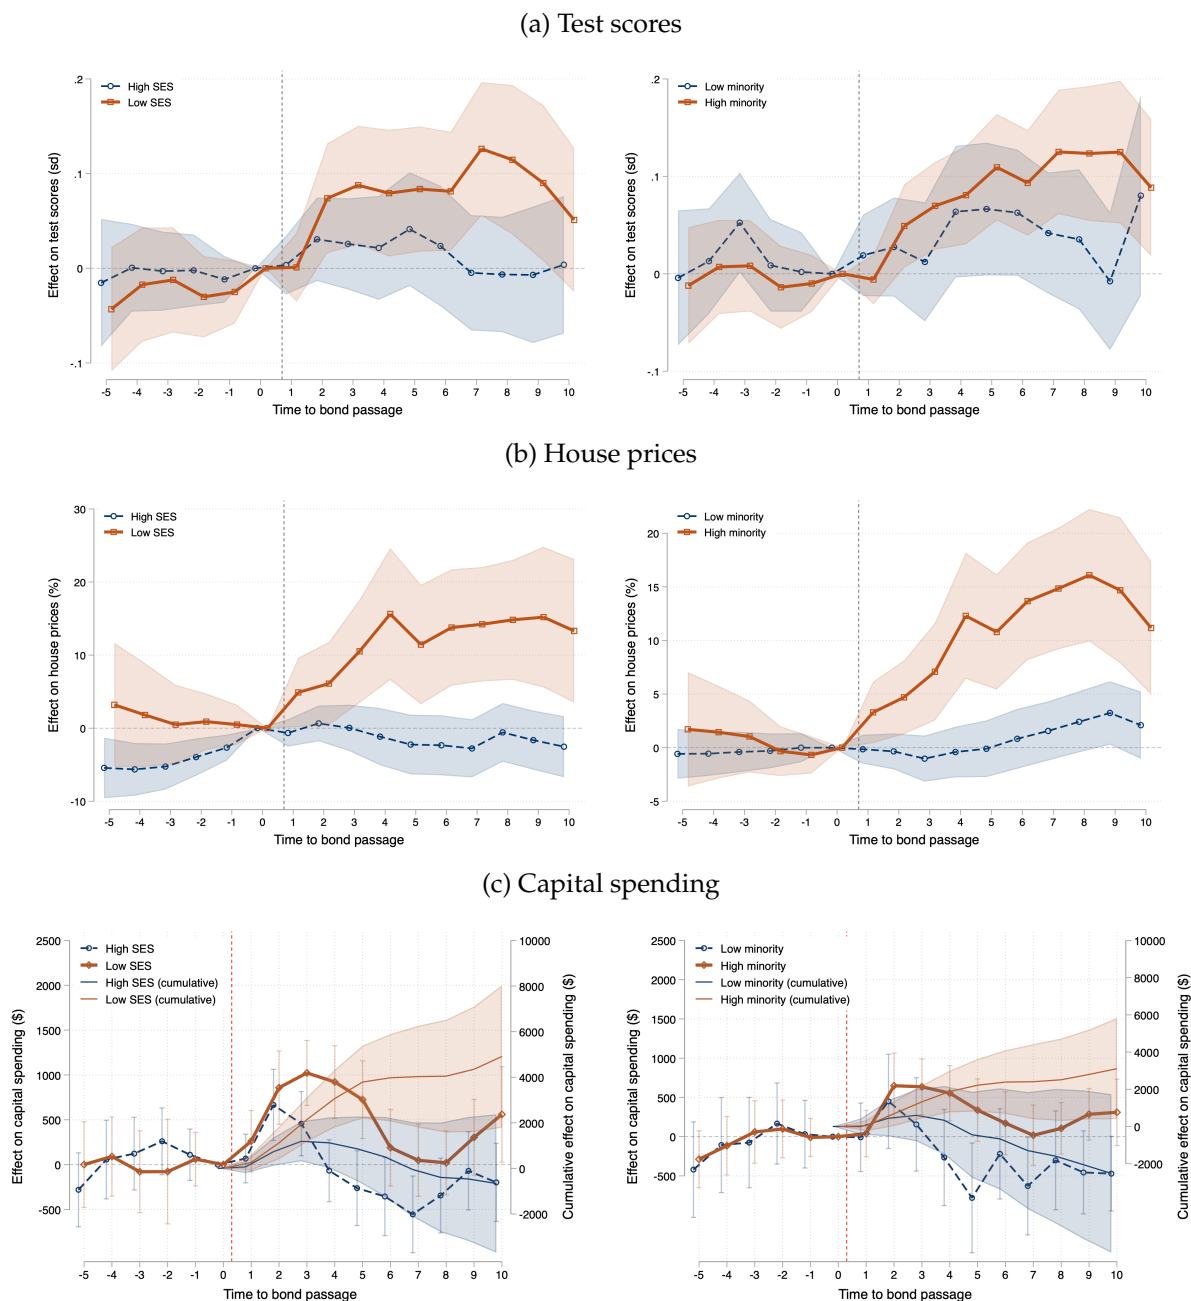 (a) Test scores
High SES
Low SES
Effect on test scores (sd)
.2
.1
0
-.1
-5 -4 -3 -2 -1 0 1 2 3 4 5 6 7 8 9 10
Time to bond passage
Low minority
High minority
Effect on test scores (sd)
.2
.1
0
-.1
-5 -4 -3 -2 -1 0 1 2 3 4 5 6 7 8 9 10
Time to bond passage
(b) House prices
High SES
Low SES
Effect on house prices (%)
30
20
10
0
-10
-5 -4 -3 -2 -1 0 1 2 3 4 5 6 7 8 9 10
Time to bond passage
Low minority
High minority
Effect on house prices (%)
20
15
10
5
0
-5
-5 -4 -3 -2 -1 0 1 2 3 4 5 6 7 8 9 10
Time to bond passage
(c) Capital spending
High SES
Low SES
High SES (cumulative)
Low SES (cumulative)
Effect on capital spending ($)
2500
2000
1500
1000
500
0
-500
Cumulative effect on capital spending ($)
10000
8000
6000
4000
2000
0
-2000
-5 -4 -3 -2 -1 0 1 2 3 4 5 6 7 8 9 10
Time to bond passage
Low minority
High minority
Low minority (cumulative)
High minority (cumulative)
Effect on capital spending ($)
2500
2000
1500
1000
500
0
-500
Cumulative effect on capital spending ($)
10000
8000
6000
4000
2000
0
-2000
-5 -4 -3 -2 -1 0 1 2 3 4 5 6 7 8 9 10
Time to bond passage